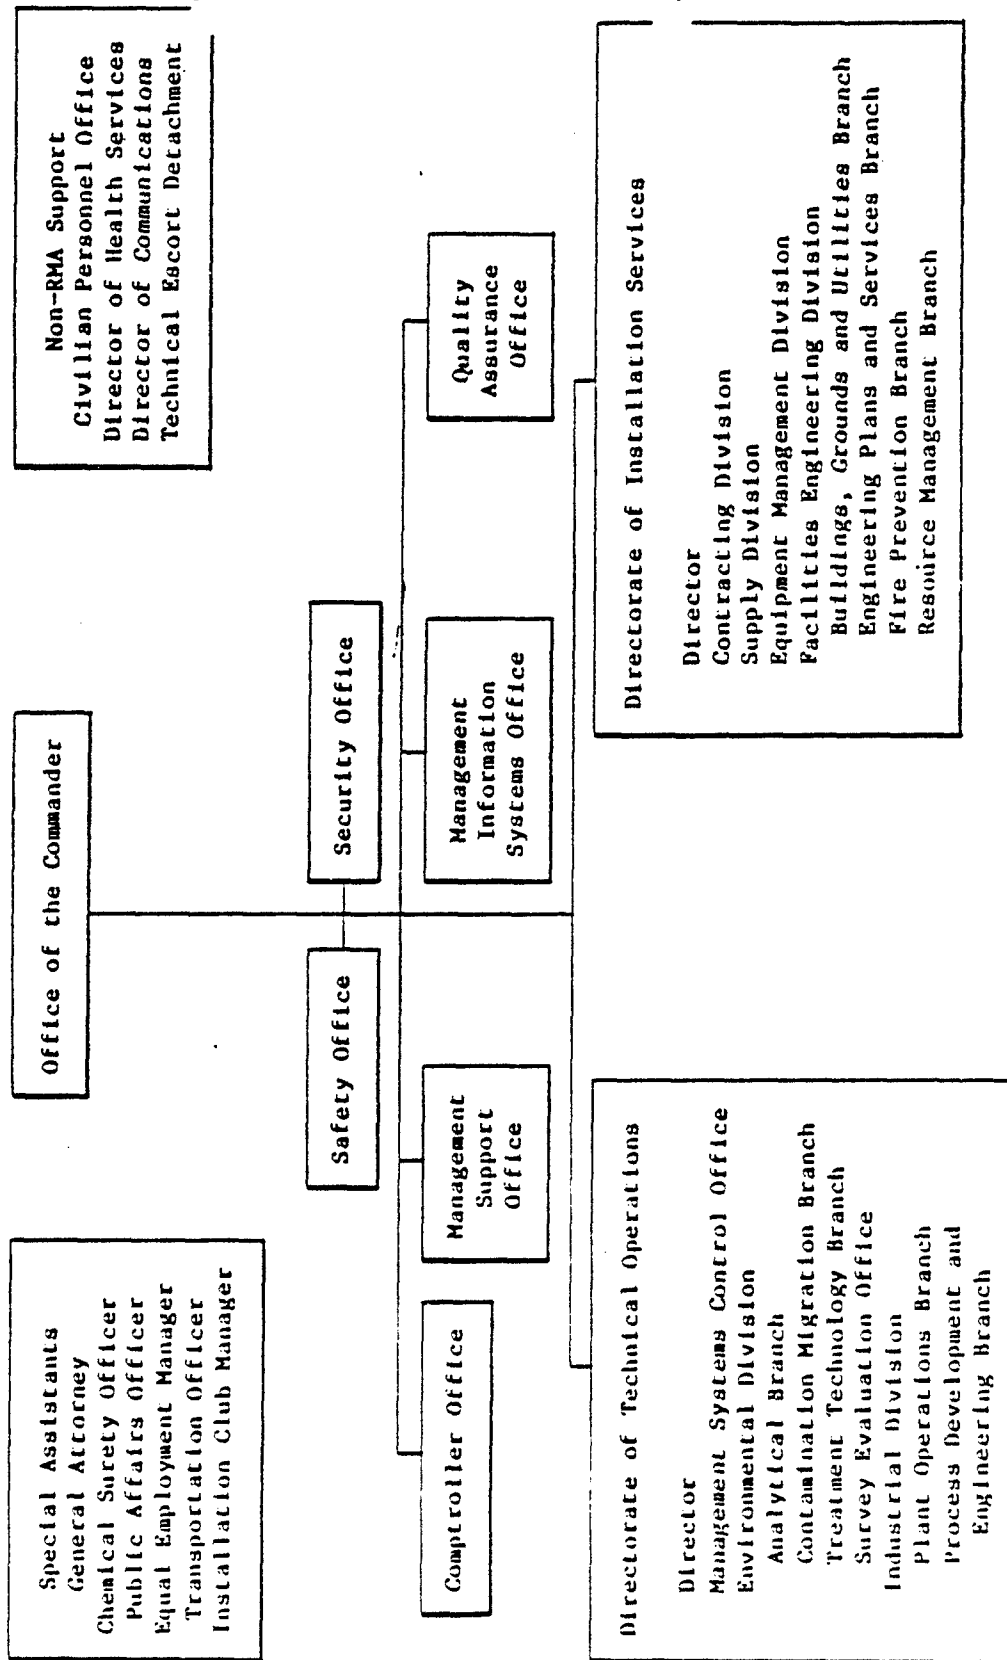 Special Assistants
General Attorney
Chemical Surety Officer
Public Affairs Officer
Equal Employment Manager
Transportation Officer
Installation Club Manager
Office of the Commander
Non-RMA Support
Civilian Personnel Office
Director of Health Services
Director of Communications
Technical Escort Detachment
Safety Office
Security Office
Comptroller Office
Management
Support
Office
Management
Information
Systems Office
Quality
Assurance
Office
Directorate of Technical Operations
Director
Management Systems Control Office
Environmental Division
Analytical Branch
Contamination Migration Branch
Treatment Technology Branch
Survey Evaluation Office
Industrial Division
Plant Operations Branch
Process Development and
Engineering Branch
Directorate of Installation Services
Director
Contracting Division
Supply Division
Equipment Management Division
Facilities Engineering Division
Buildings, Grounds and Utilities Branch
Engineering Plans and Services Branch
Fire Prevention Branch
Resource Management Branch